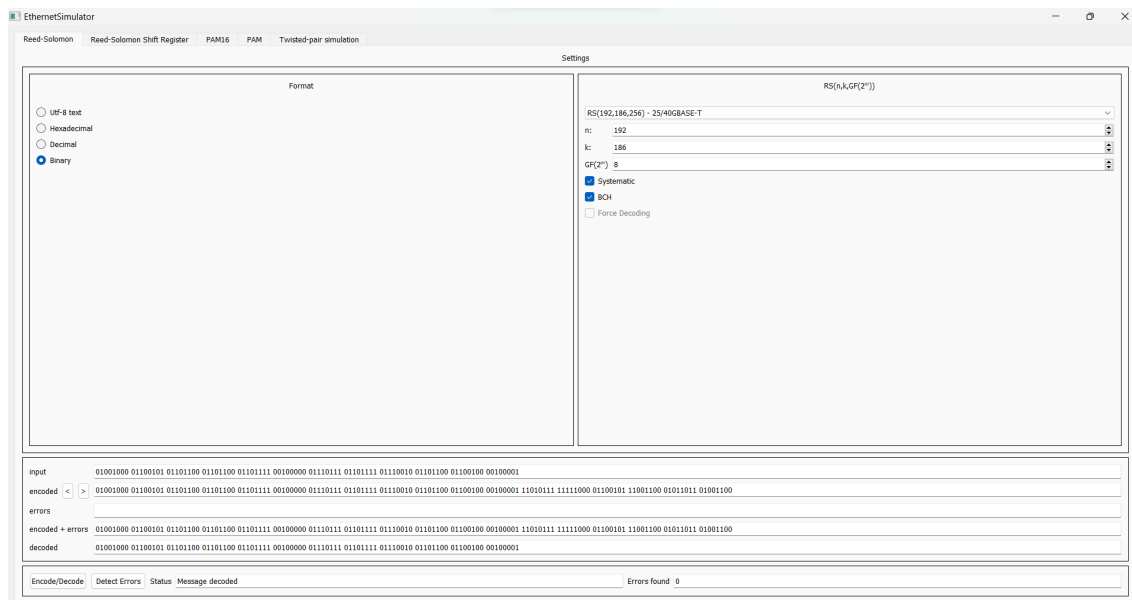 EthernetSimulator
Reed-Solomon Reed-Solomon Shift Register PAM16 PAM Twisted-pair simulation
Settings
Format
Utf-8 text
Hexadecimal
Decimal
Binary
RS(n,k,GF(2ᵐ))
RS(192,186,256) - 25/40GBASE-T
n: 192
k: 186
GF(2ᵐ) 8
Systematic
BCH
Force Decoding
input 01001000 01100101 01101100 01101100 01101111 00100000 01110111 01101111 01110010 01101100 01100100 00100001
encoded < > 01001000 01100101 01101100 01101100 01101111 00100000 01110111 01101111 01110010 01101100 01100100 00100001 11010111 11111000 01100101 11001100 01011011 01001100
errors
encoded + errors 01001000 01100101 01101100 01101100 01101111 00100000 01110111 01101111 01110010 01101100 01100100 00100001 11010111 11111000 01100101 11001100 01011011 01001100
decoded 01001000 01100101 01101100 01101100 01101111 00100000 01110111 01101111 01110010 01101100 01100100 00100001
Encode/Decode Detect Errors Status Message decoded Errors found 0